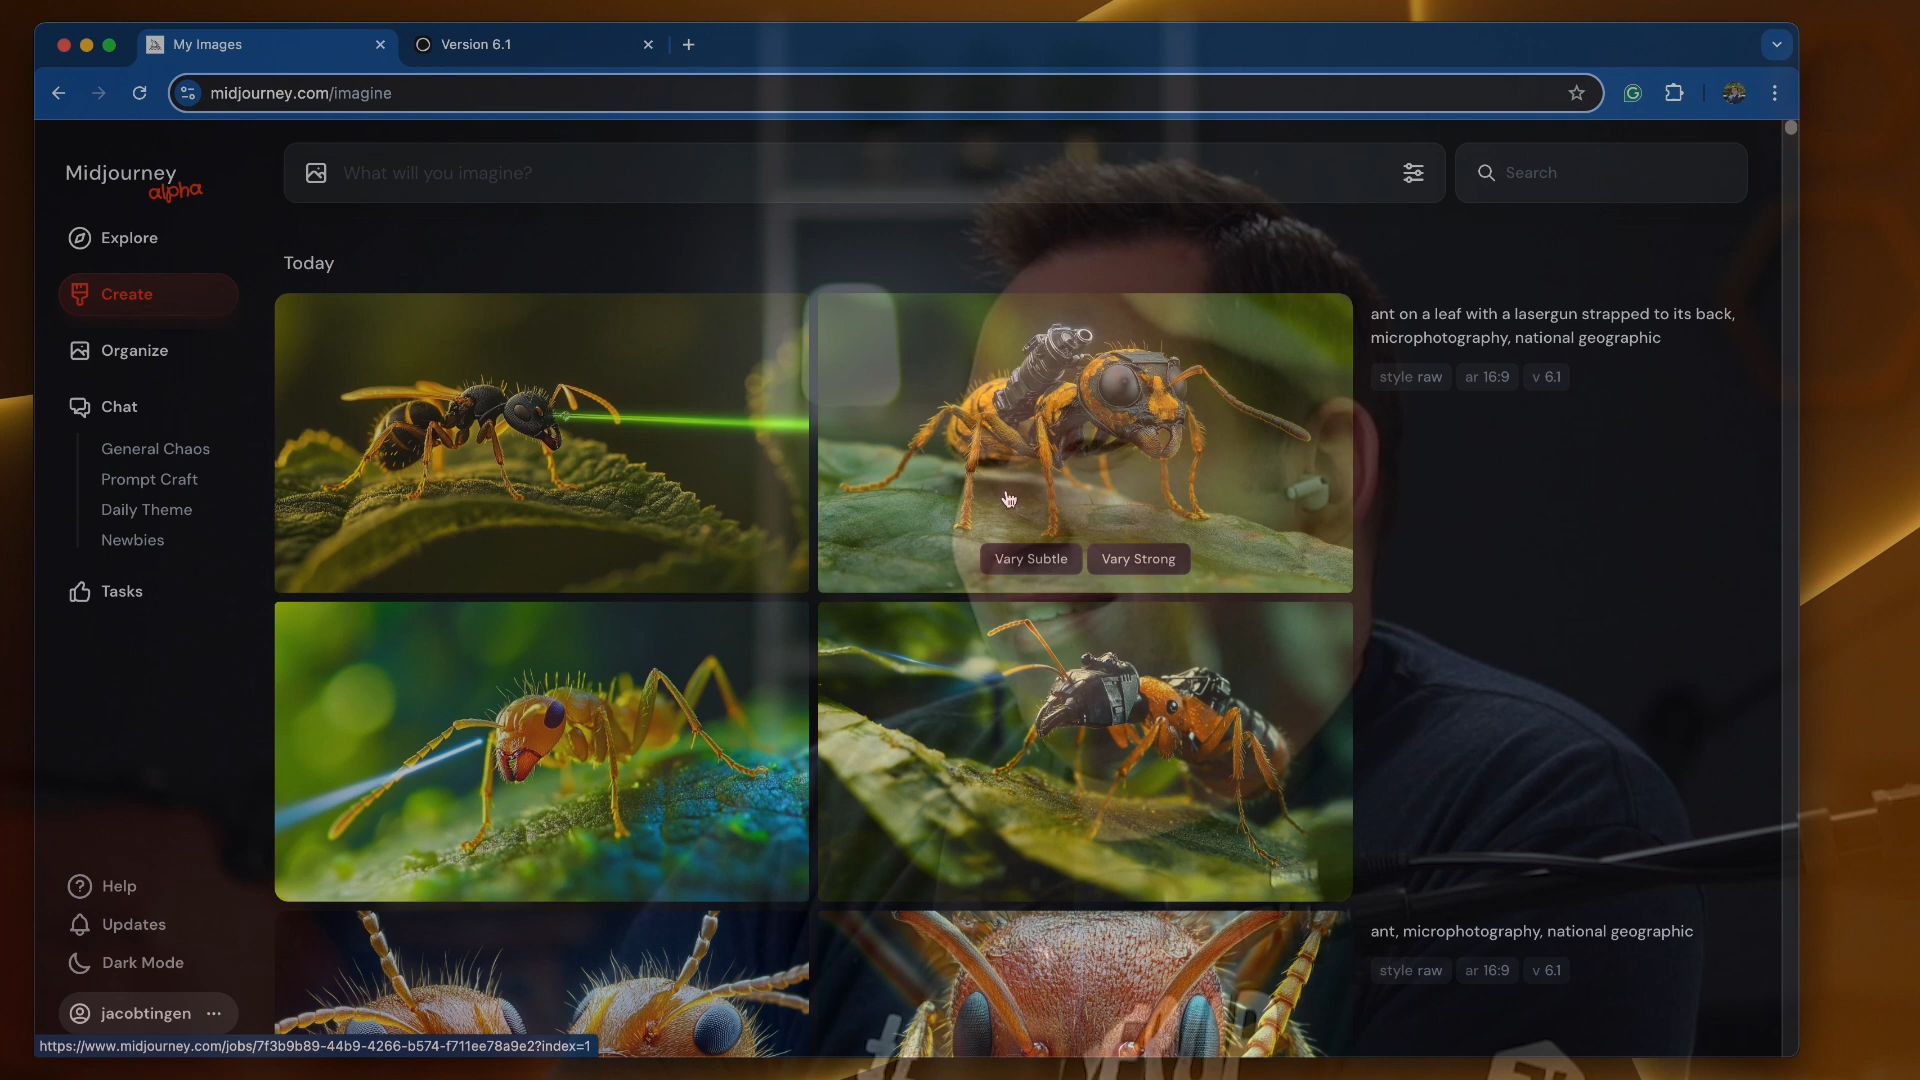 My Images
Version 6.1
midjourney.com/imagine
Midjourney
alpha
What will you imagine?
Search
Explore
Create
Organize
Chat
General Chaos
Prompt Craft
Daily Theme
Newbies
Tasks
Today
ant on a leaf with a lasergun strapped to its back,
microphotography, national geographic
style raw ar 16:9 v 6.1
Vary Subtle Vary Strong
ant, microphotography, national geographic
style raw ar 16:9 v 6.1
Help
Updates
Dark Mode
jacobtingen
https://www.midjourney.com/jobs/7f3b9b89-44b9-4266-b574-f711ee78a9e2?index=1